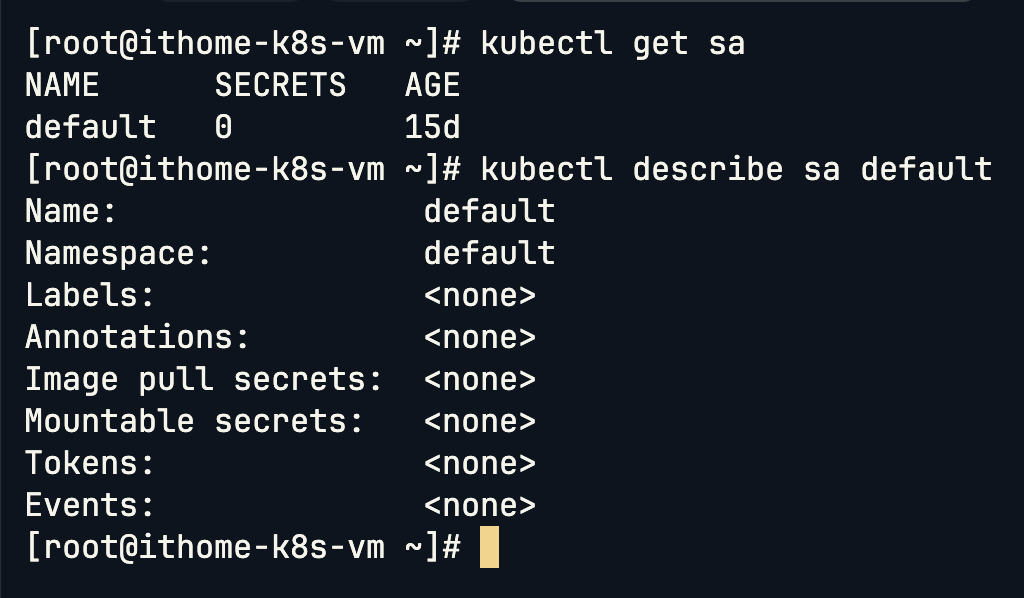 [root@ithome-k8s-vm ~]# kubectl get sa
NAME      SECRETS   AGE
default   0         15d
[root@ithome-k8s-vm ~]# kubectl describe sa default
Name:                default
Namespace:           default
Labels:              <none>
Annotations:         <none>
Image pull secrets:  <none>
Mountable secrets:   <none>
Tokens:              <none>
Events:              <none>
[root@ithome-k8s-vm ~]#